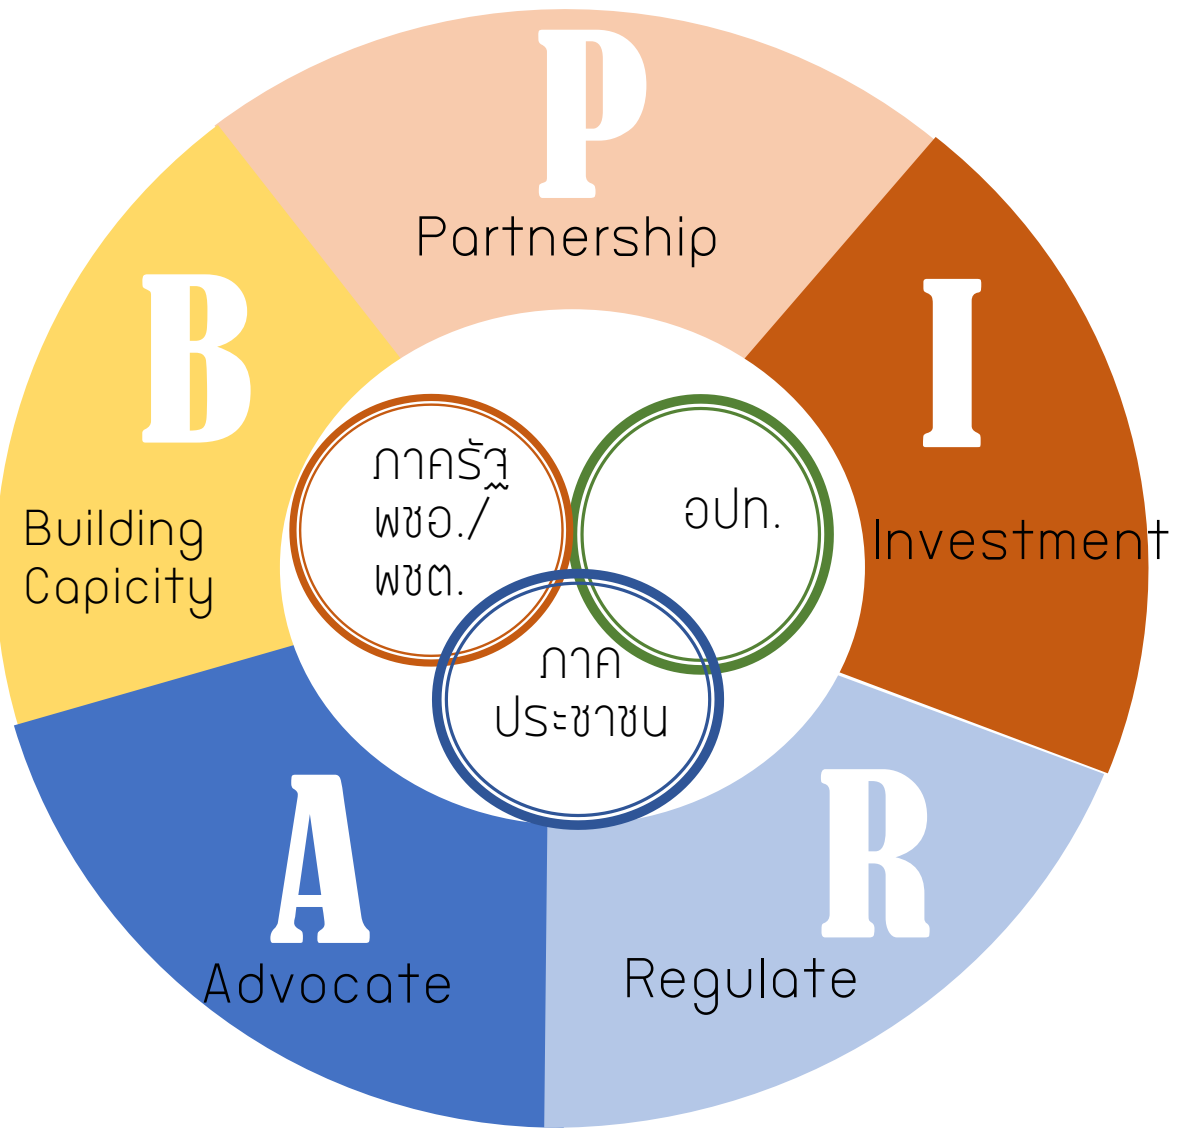 P
Partnership
I
Investment
R
Regulate
A
Advocate
B
Building
Capicity
ภาครัฐ
พชอ./
พชต.
อปท.
ภาค
ประชาชน